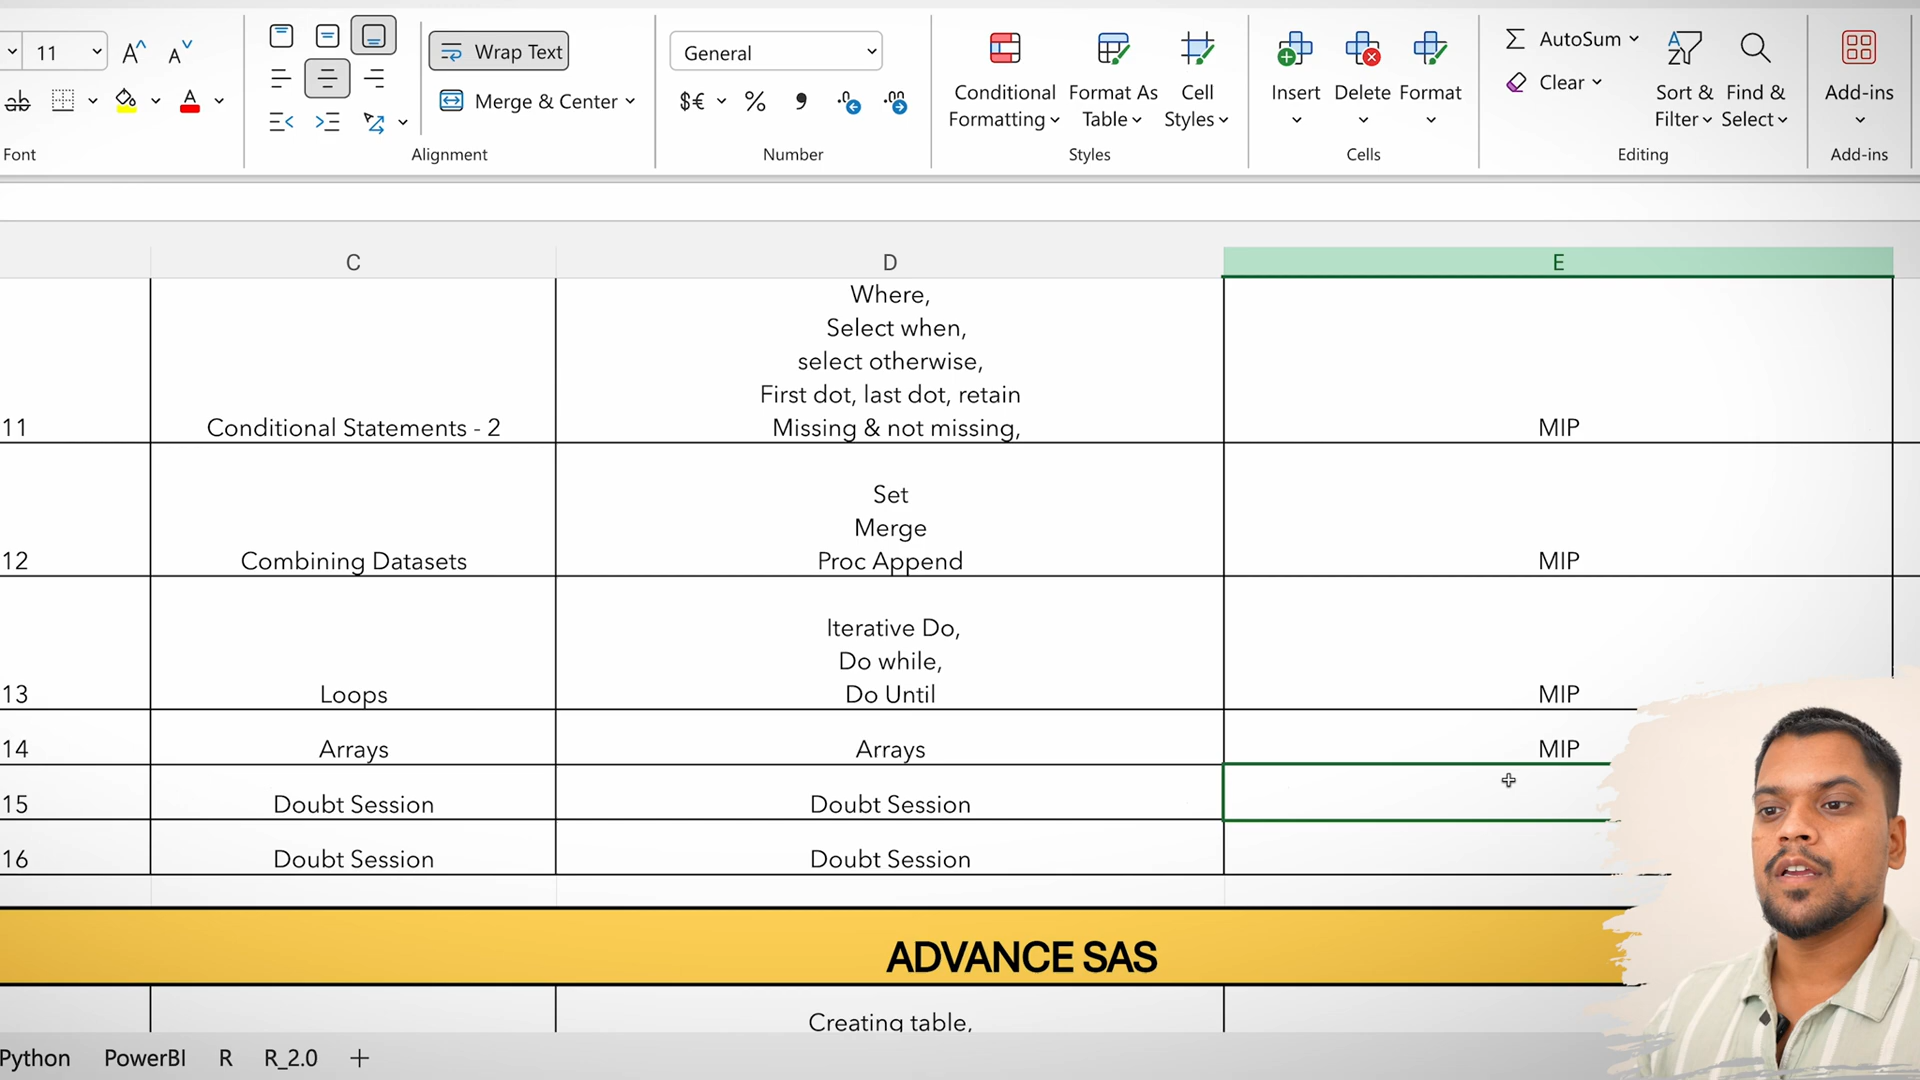 11
Wrap Text
General
Conditional Formatting
Format As Table
Cell Styles
Insert
Delete
Format
AutoSum
Clear
Sort & Filter
Find & Select
Add-ins
Merge & Center
$€
%
Font
Alignment
Number
Styles
Cells
Editing
Add-ins
C
D
E
Where,
Select when,
select otherwise,
First dot, last dot, retain
11
Conditional Statements - 2
Missing & not missing,
MIP
Set
Merge
12
Combining Datasets
Proc Append
MIP
Iterative Do,
Do while,
13
Loops
Do Until
MIP
14
Arrays
Arrays
MIP
15
Doubt Session
Doubt Session
16
Doubt Session
Doubt Session
ADVANCE SAS
Creating table,
Python
PowerBI
R
R_2.0